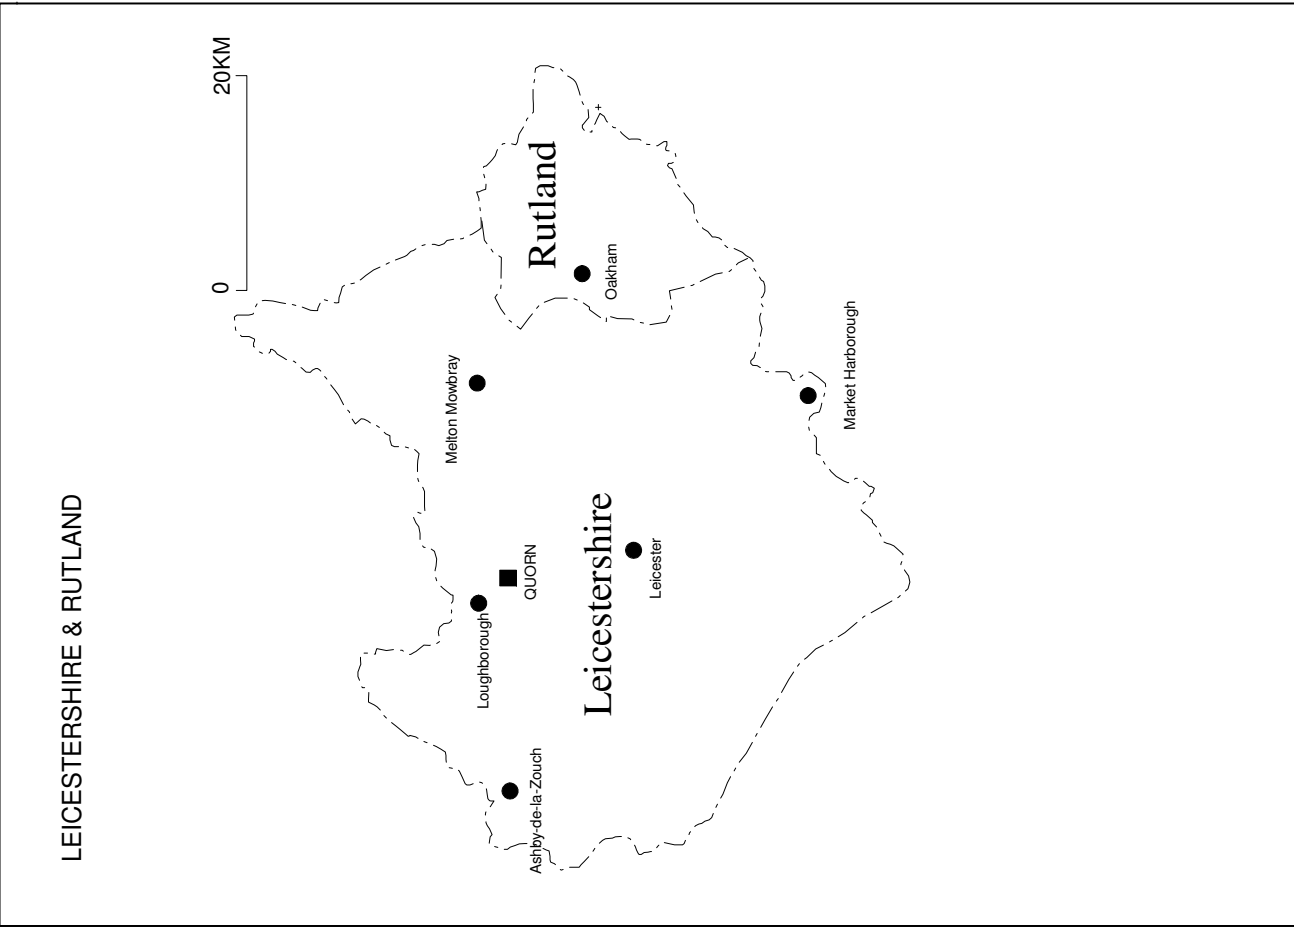 LEICESTERSHIRE & RUTLAND
0 20KM
Melton Mowbray
Loughborough
QUORN
Ashby-de-la-Zouch
Rutland
Leicestershire
Oakham
Leicester
Market Harborough